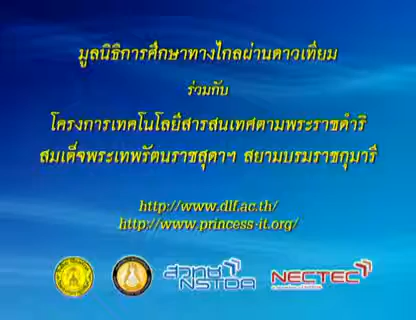 มูลนิธิการศึกษาทางไกลผ่านดาวเทียม
ร่วมกับ
โครงการเทคโนโลยีสารสนเทศตามพระราชดำริ
สมเด็จพระเทพรัตนราชสุดาฯ สยามบรมราชกุมารี
http://www.dlf.ac.th/
http://www.princess-it.org/
สวทช
NSTDA
NECTEC